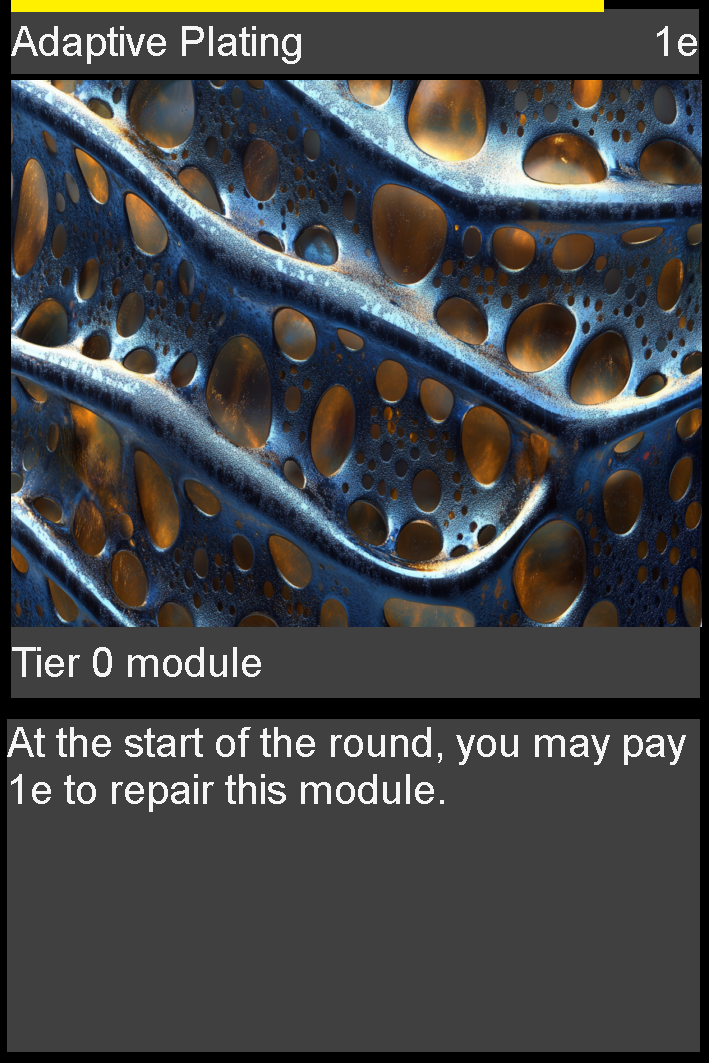 Adaptive Plating 1e
Tier 0 module
At the start of the round, you may pay
1e to repair this module.